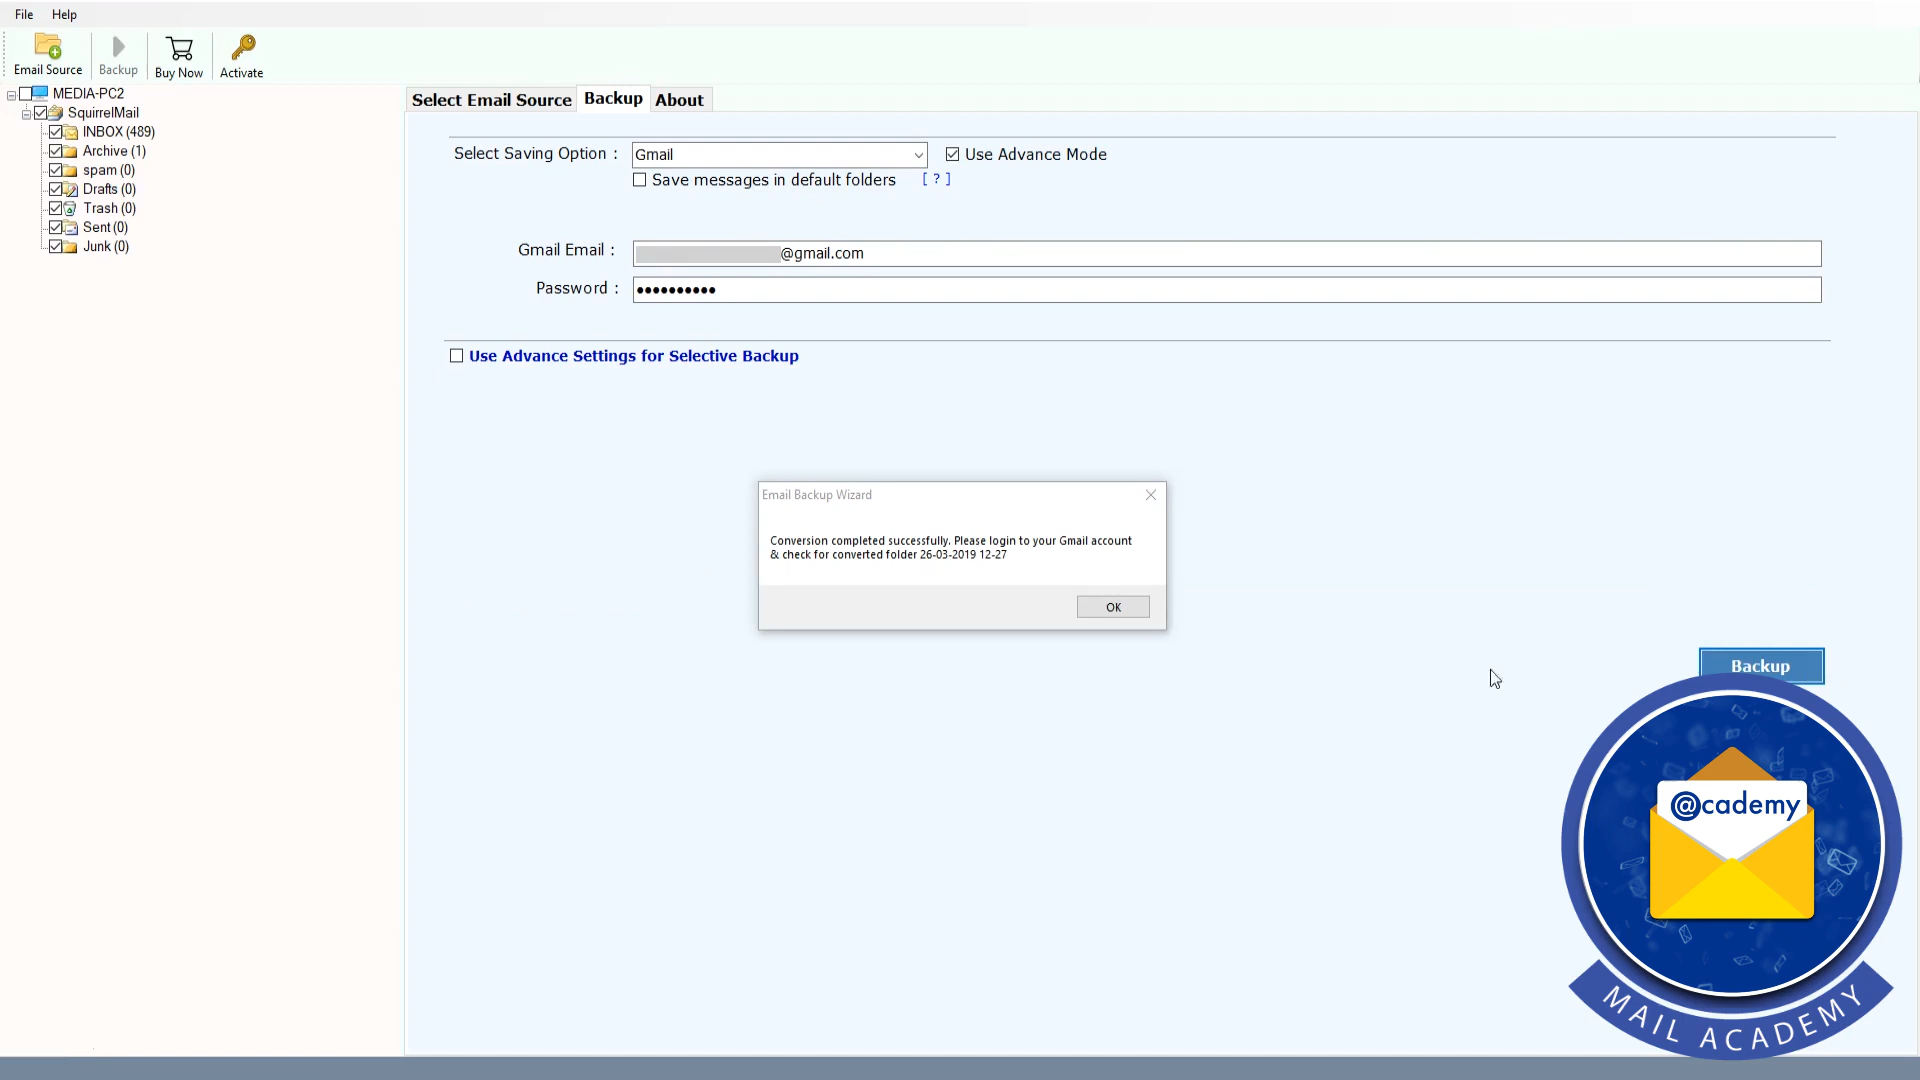 File Help
Email Source Backup Buy Now Activate
MEDIA-PC2
SquirrelMail
INBOX (489)
Archive (1)
spam (0)
Drafts (0)
Trash (0)
Sent (0)
Junk (0)
Select Email Source Backup About
Select Saving Option : Gmail Use Advance Mode
Save messages in default folders [ ? ]
Gmail Email : @gmail.com
Password : ●●●●●●●●●●
Use Advance Settings for Selective Backup
Email Backup Wizard
Conversion completed successfully. Please login to your Gmail account
& check for converted folder 26-03-2019 12-27
OK
Backup
@cademy
MAIL ACADEMY